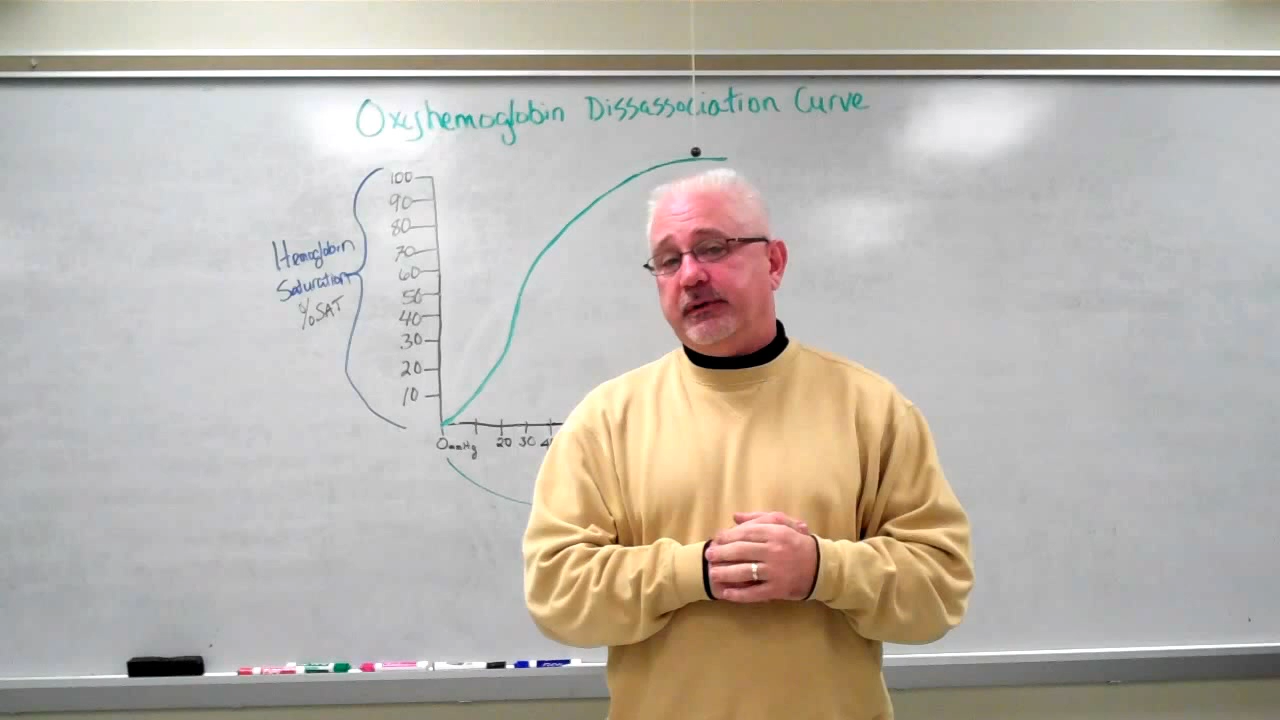 Oxyhemoglobin Dissassociation Curve
100
90
80
70
60
50
40
30
20
10
Hemoglobin
Saturation
% SAT
0mmHg 20 30